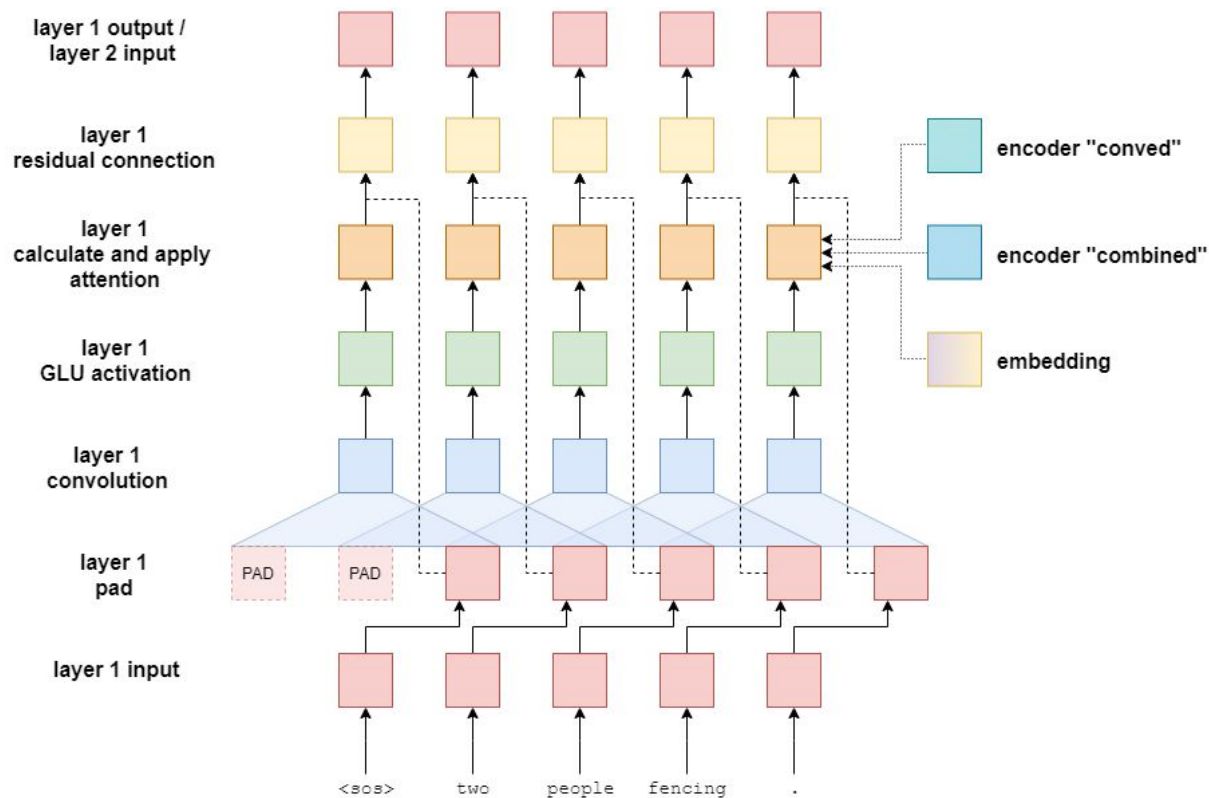 layer 1 output /
layer 2 input
layer 1
residual connection
encoder "conved"
layer 1
calculate and apply
attention
encoder "combined"
layer 1
GLU activation
embedding
layer 1
convolution
layer 1
pad
PAD
PAD
layer 1 input
<sos> two people fencing .